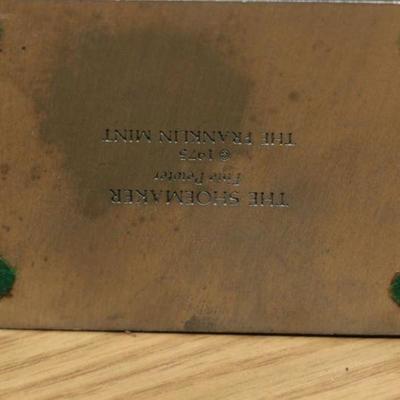 THE SHOEMAKER
Fine Pewter
© 1975
THE FRANKLIN MINT